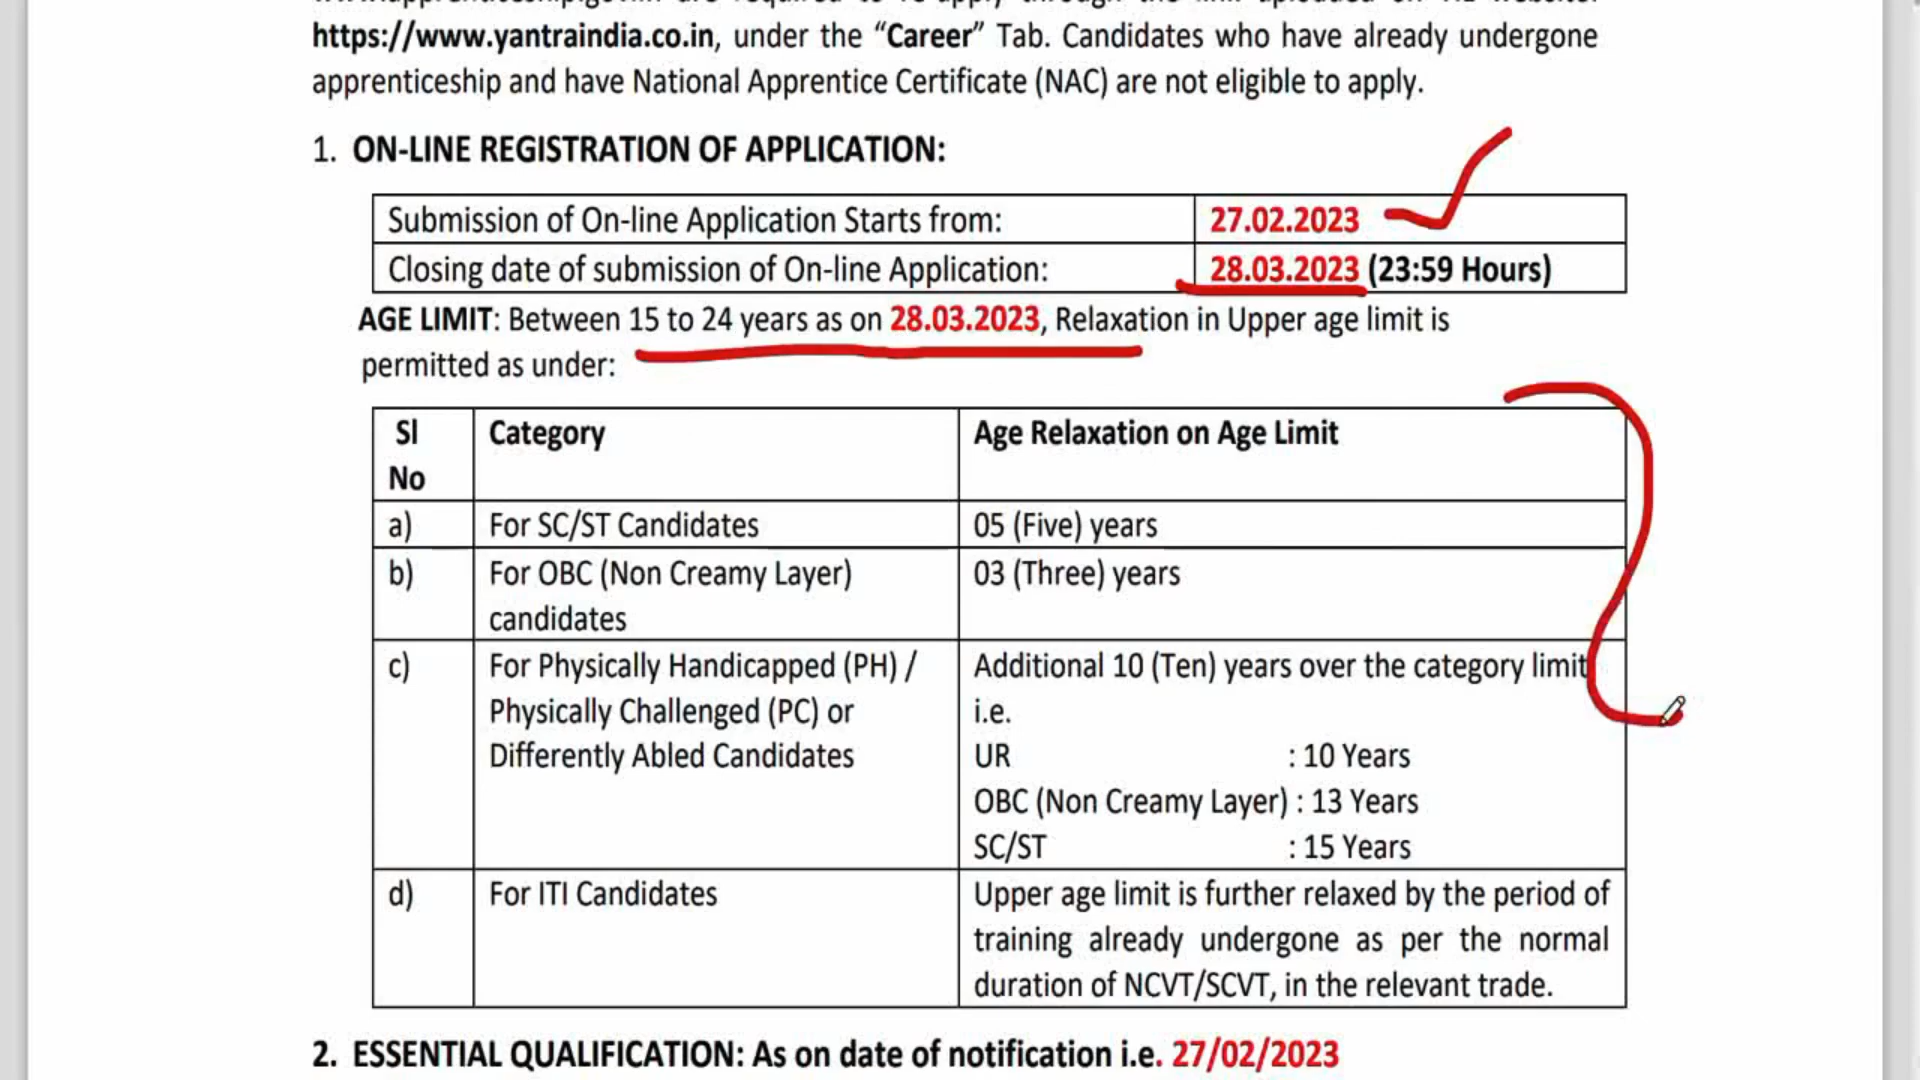 https://www.yantraindia.co.in, under the “Career” Tab. Candidates who have already undergone
apprenticeship and have National Apprentice Certificate (NAC) are not eligible to apply.
1. ON-LINE REGISTRATION OF APPLICATION:
Submission of On-line Application Starts from: 27.02.2023
Closing date of submission of On-line Application: 28.03.2023 (23:59 Hours)
AGE LIMIT: Between 15 to 24 years as on 28.03.2023, Relaxation in Upper age limit is
permitted as under:
Sl No Category Age Relaxation on Age Limit
a) For SC/ST Candidates 05 (Five) years
b) For OBC (Non Creamy Layer) 03 (Three) years
candidates
c) For Physically Handicapped (PH) / Additional 10 (Ten) years over the category limit
Physically Challenged (PC) or i.e.
Differently Abled Candidates UR : 10 Years
OBC (Non Creamy Layer) : 13 Years
SC/ST : 15 Years
d) For ITI Candidates Upper age limit is further relaxed by the period of
training already undergone as per the normal
duration of NCVT/SCVT, in the relevant trade.
2. ESSENTIAL QUALIFICATION: As on date of notification i.e. 27/02/2023